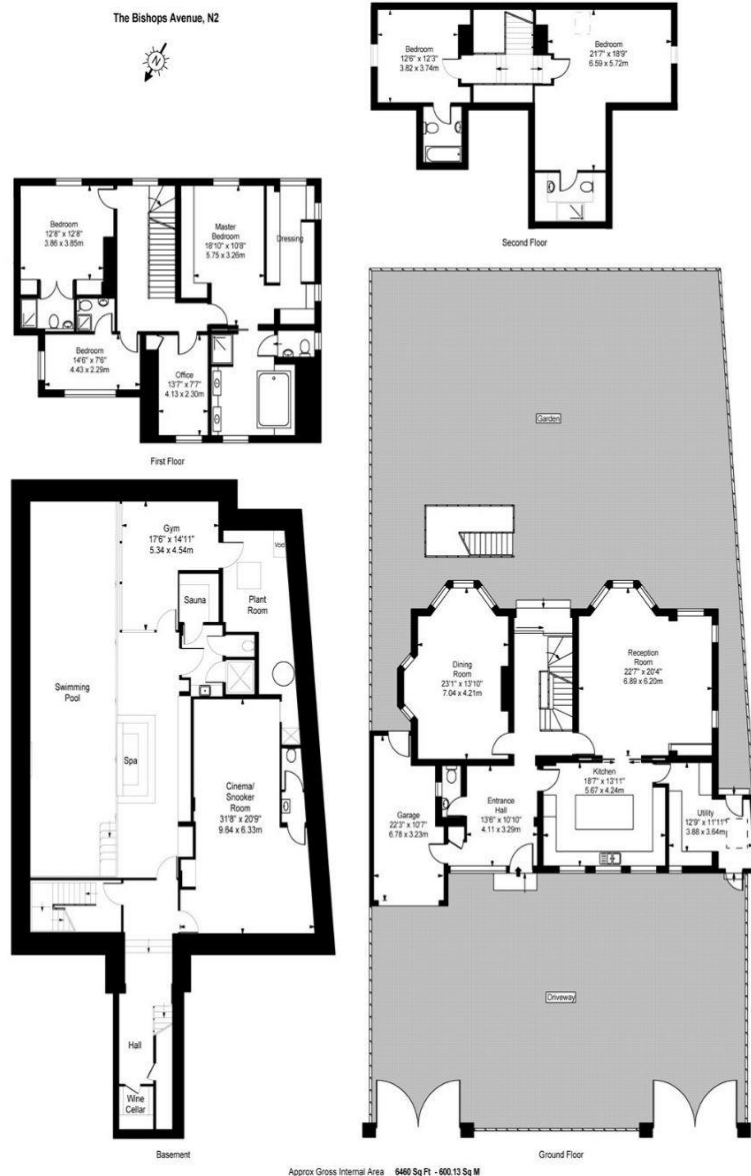 The Bishops Avenue, N2
N
Bedroom
12'6" x 12'3"
3.82 x 3.74m
Bedroom
21'7" x 18'9"
6.59 x 5.72m
Second Floor
Bedroom
12'8" x 12'8"
3.86 x 3.85m
Master
Bedroom
18'10" x 10'8"
5.75 x 3.26m
Dressing
Bedroom
14'6" x 7'6"
4.43 x 2.29m
Office
13'7" x 7'7"
4.13 x 2.30m
First Floor
Gym
17'6" x 14'11"
5.34 x 4.54m
Void
Sauna
Plant
Room
Swimming
Pool
Spa
Cinema/
Snooker
Room
31'8" x 20'9"
9.64 x 6.33m
Hall
Wine
Cellar
Basement
Garden
Dining
Room
23'1" x 13'10"
7.04 x 4.21m
Reception
Room
22'7" x 20'4"
6.89 x 6.20m
Garage
22'3" x 10'7"
6.78 x 3.23m
Entrance
Hall
13'6" x 10'10"
4.11 x 3.29m
Kitchen
18'7" x 13'11"
5.67 x 4.24m
Utility
12'9" x 11'11"
3.88 x 3.64m
Driveway
Ground Floor
Approx Gross Internal Area 6460 Sq Ft - 600.13 Sq M